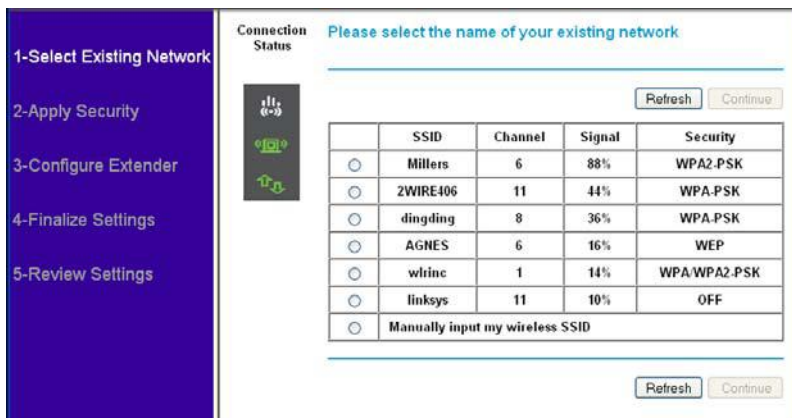 1-Select Existing Network
2-Apply Security
3-Configure Extender
4-Finalize Settings
5-Review Settings
Connection
Status
Please select the name of your existing network
Refresh Continue
SSID Channel Signal Security
Millers 6 88% WPA2-PSK
2WIRE406 11 44% WPA-PSK
dingding 8 36% WPA-PSK
AGNES 6 16% WEP
wlrinc 1 14% WPA/WPA2-PSK
linksys 11 10% OFF
Manually input my wireless SSID
Refresh Continue